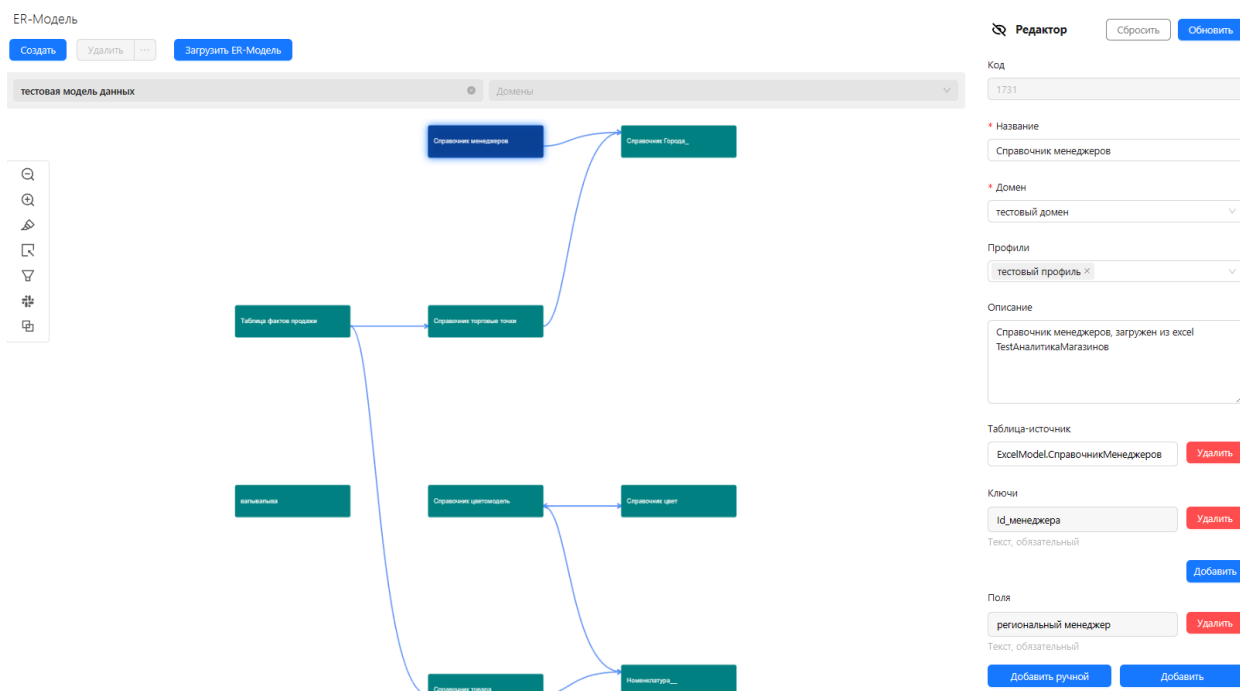 ER-Модель
Создать
Удалить
···
Загрузить ER-Модель
тестовая модель данных
Домены
Справочник менеджеров
Справочник Города_
Таблица фактов продажи
Справочник торговые точки
вапывапыва
Справочник цветомодель
Справочник цвет
Справочник товара
Номенклатура__
Редактор
Сбросить
Обновить
Код
1731
* Название
Справочник менеджеров
* Домен
тестовый домен
Профили
тестовый профиль ×
Описание
Справочник менеджеров, загружен из excel
TestАналитикаМагазинов
Таблица-источник
ExcelModel.СправочникМенеджеров
Удалить
Ключи
Id_менеджера
Удалить
Текст, обязательный
Добавить
Поля
региональный менеджер
Удалить
Текст, обязательный
Добавить ручной
Добавить